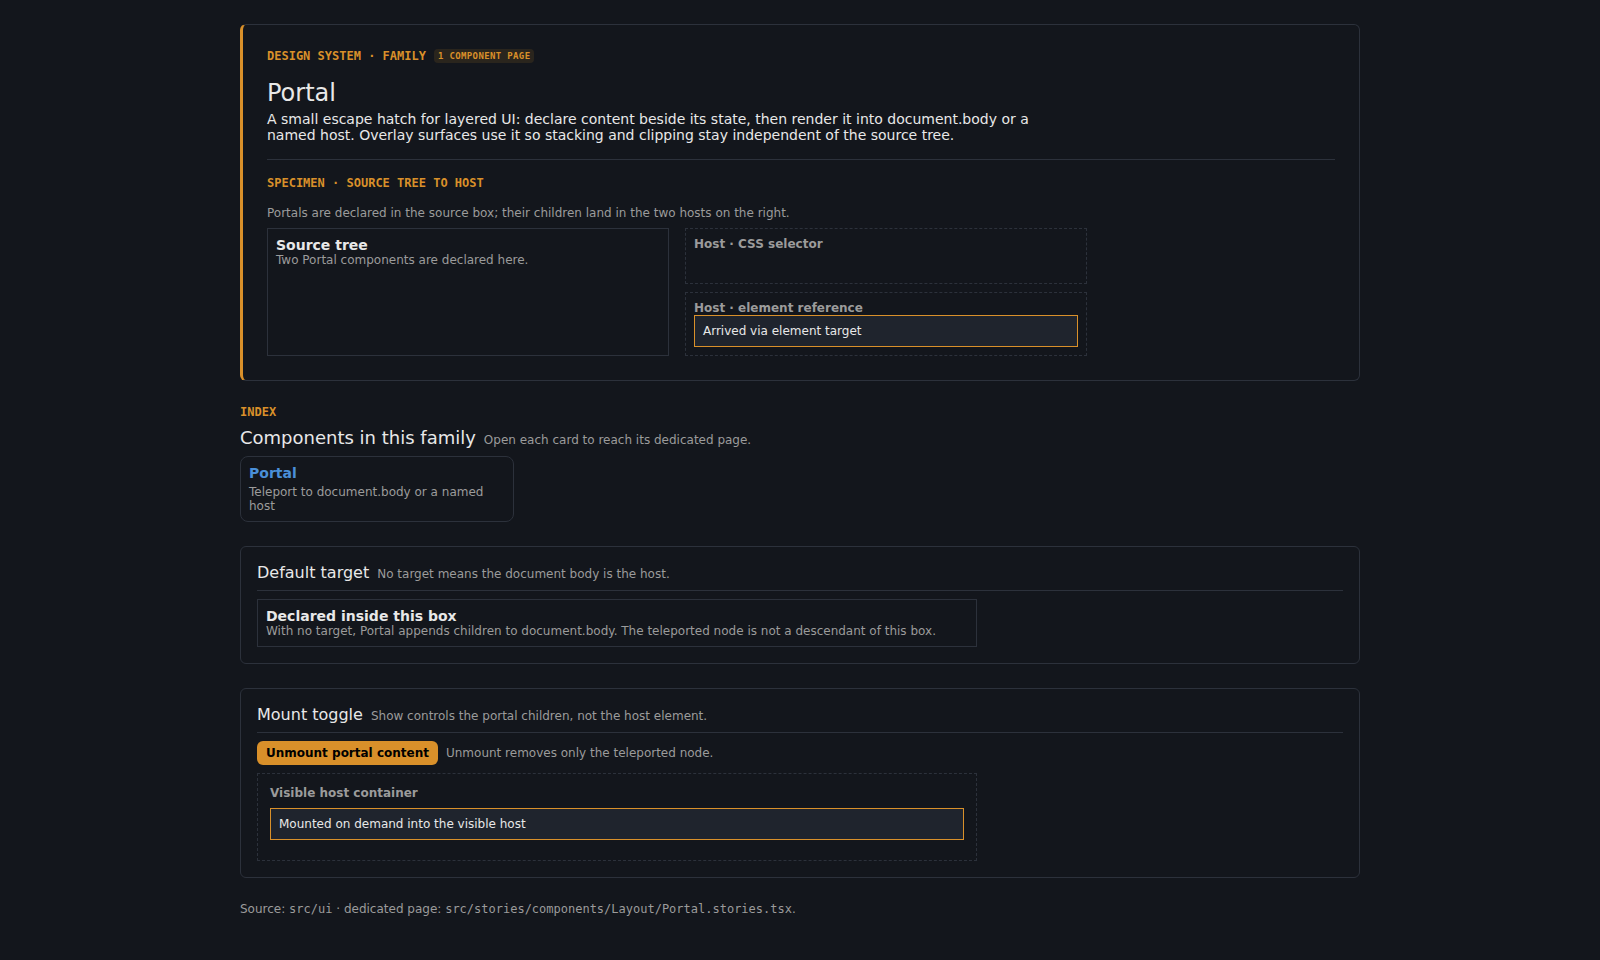 DESIGN SYSTEM · FAMILY 1 COMPONENT PAGE
Portal
A small escape hatch for layered UI: declare content beside its state, then render it into document.body or a
named host. Overlay surfaces use it so stacking and clipping stay independent of the source tree.
SPECIMEN · SOURCE TREE TO HOST
Portals are declared in the source box; their children land in the two hosts on the right.
Source tree
Two Portal components are declared here.
Host · CSS selector
Host · element reference
Arrived via element target
INDEX
Components in this family Open each card to reach its dedicated page.
Portal
Teleport to document.body or a named
host
Default target No target means the document body is the host.
Declared inside this box
With no target, Portal appends children to document.body. The teleported node is not a descendant of this box.
Mount toggle Show controls the portal children, not the host element.
Unmount portal content Unmount removes only the teleported node.
Visible host container
Mounted on demand into the visible host
Source: src/ui · dedicated page: src/stories/components/Layout/Portal.stories.tsx.